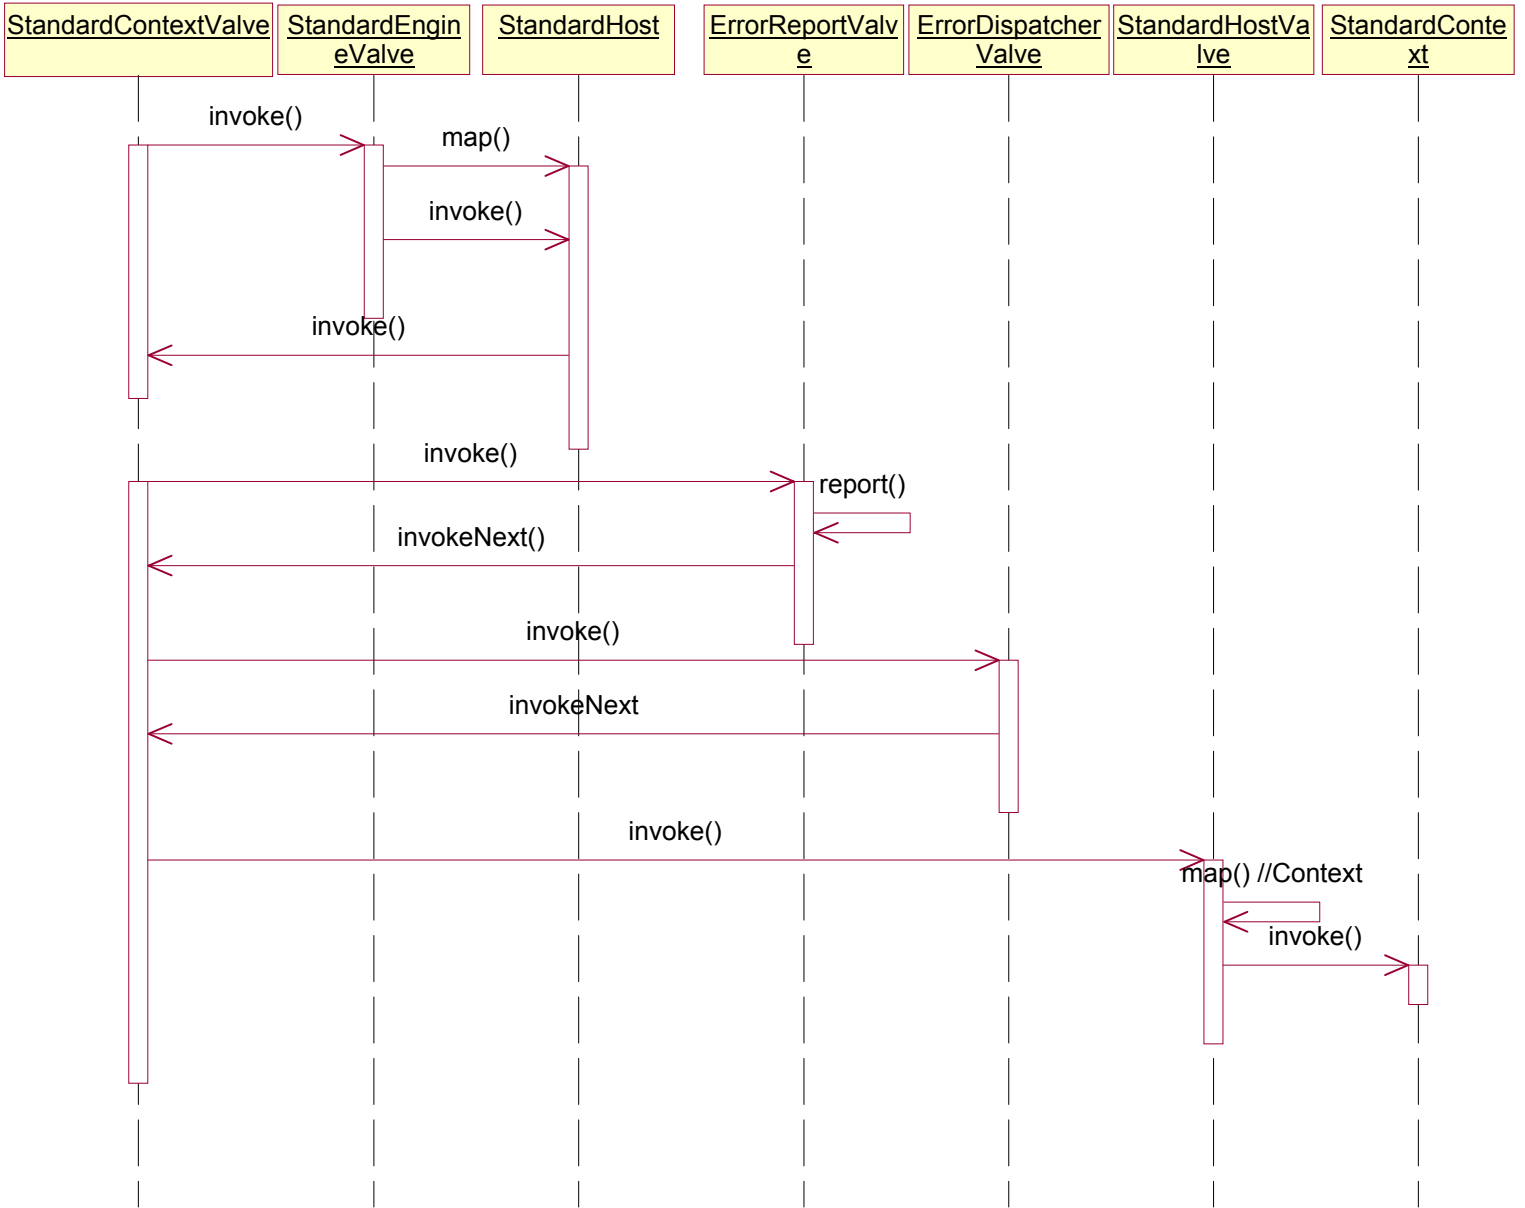 StandardContextValve
StandardEngin
eValve
StandardHost
ErrorReportValv
e
ErrorDispatcher
Valve
StandardHostVa
lve
StandardConte
xt
invoke()
map()
invoke()
invoke()
invoke()
report()
invokeNext()
invoke()
invokeNext
invoke()
map() //Context
invoke()